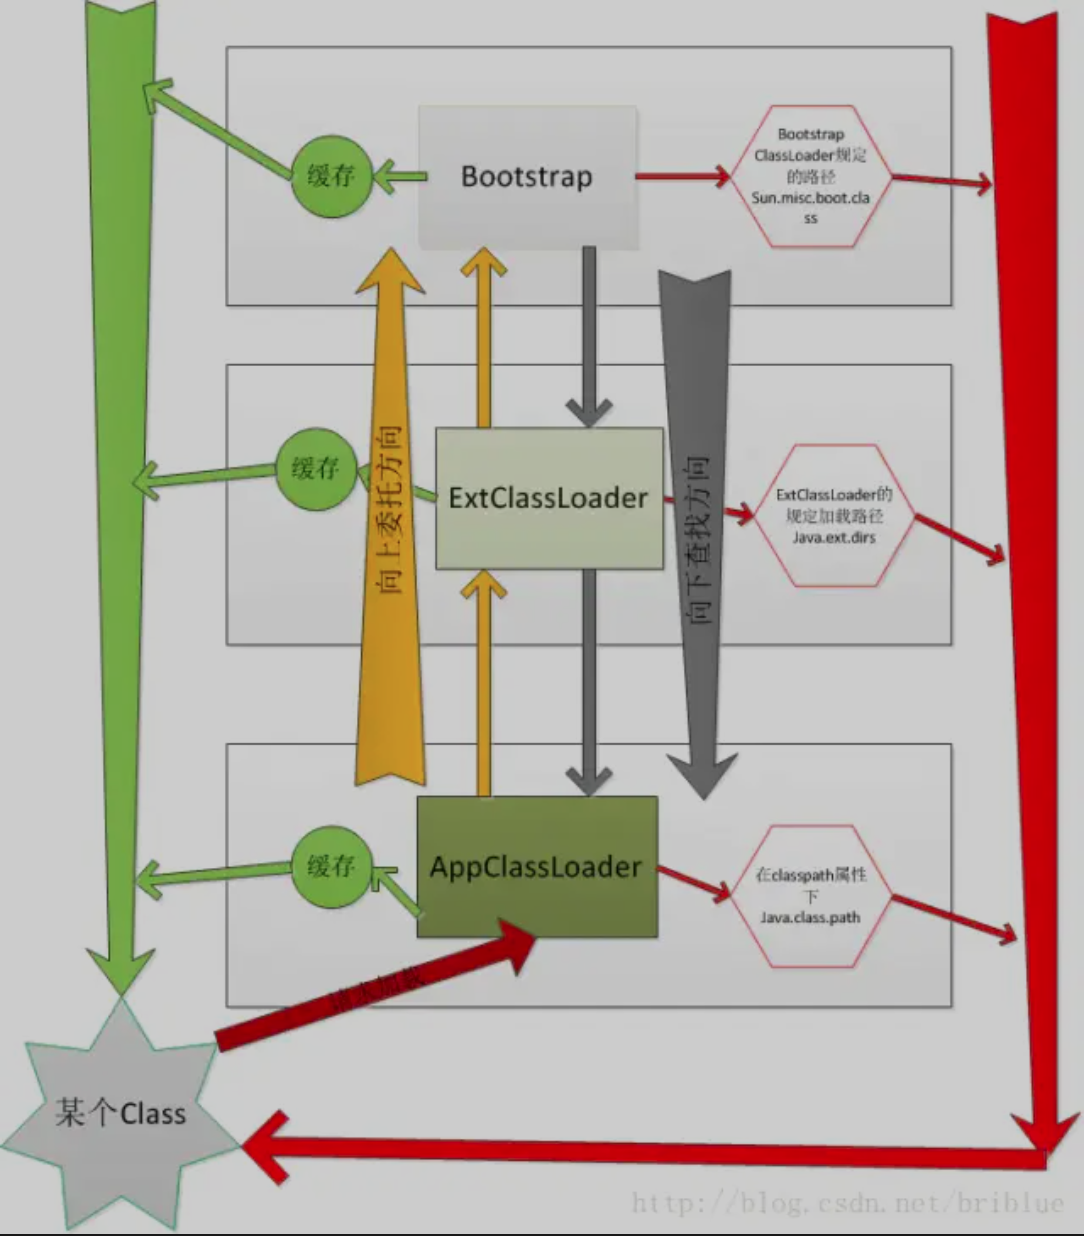 缓存
Bootstrap
Bootstrap
ClassLoader规定
的路径
Sun.misc.boot.cla
ss
缓存
向上委托方向
ExtClassLoader
向下查找方向
ExtClassLoader的
规定加载路径
Java.ext.dirs
缓存
AppClassLoader
在classpath属性
下
Java.class.path
请求加载
某个Class
http://blog.csdn.net/briblue